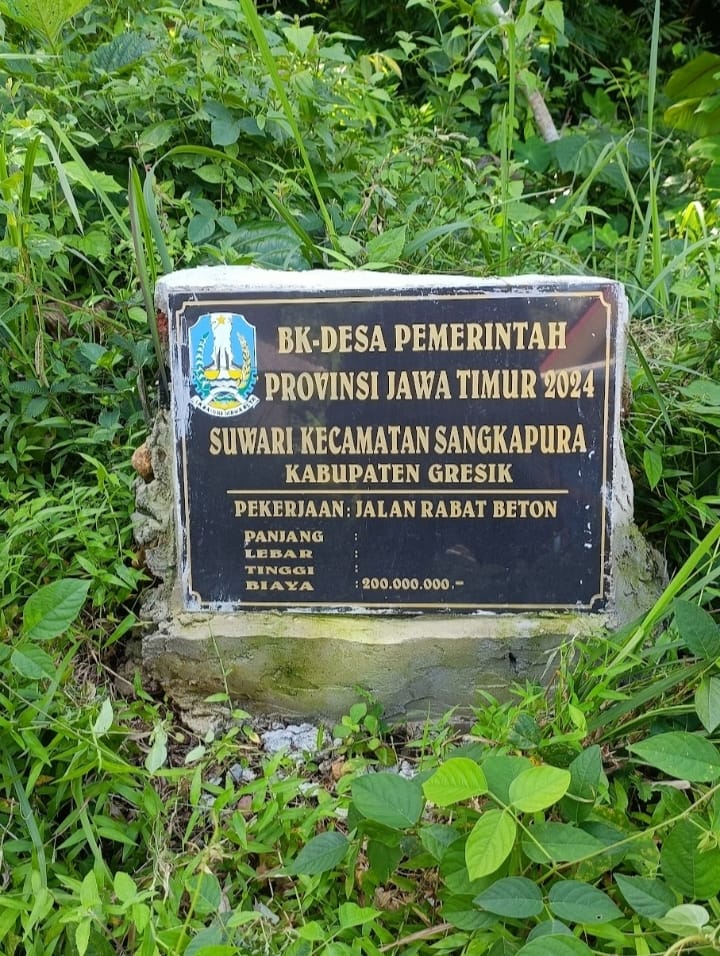 BK-DESA PEMERINTAH
PROVINSI JAWA TIMUR 2024
SUWARI KECAMATAN SANGKAPURA
KABUPATEN GRESIK
PEKERJAAN : JALAN RABAT BETON
PANJANG :
LEBAR :
TINGGI :
BIAYA : 200.000.000.-